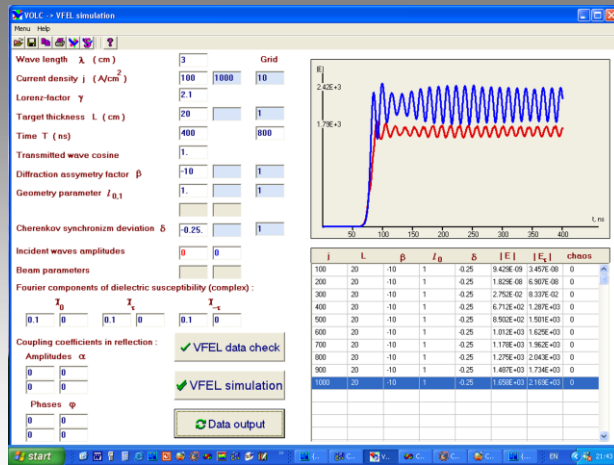 VOLC -> VFEL simulation
Menu Help
Wave length λ ( cm ) 3 Grid
Current density j ( A/cm² ) 100 1000 10
Lorenz-factor γ 2.1
Target thickness L ( cm ) 20 1
Time T ( ns ) 400 800
Transmitted wave cosine 1.
Diffraction assymetry factor β -10 1
Geometry parameter l0,1 1. 1
Cherenkov synchronizm deviation δ -0.25. 1
Incident waves amplitudes 0 0
Beam parameters
Fourier components of dielectric susceptibility (complex) :
χ0 χτ χ-τ
0.1 0 0.1 0 0.1 0
Coupling coefficients in reflection :
Amplitudes α
0 0
0 0
Phases φ
0 0
0 0
VFEL data check
VFEL simulation
Data output
|E|
2.42E+3
1.79E+3
50 100 150 200 250 300 350 400
t, ns
j L β l0 δ |E| |Eτ| chaos
100 20 -10 1 -0.25 9.429E-09 3.457E-08 0
200 20 -10 1 -0.25 1.829E-08 6.907E-08 0
300 20 -10 1 -0.25 2.752E-02 8.337E-02 0
400 20 -10 1 -0.25 6.712E+02 1.287E+03 0
500 20 -10 1 -0.25 8.502E+02 1.501E+03 0
600 20 -10 1 -0.25 1.012E+03 1.625E+03 0
700 20 -10 1 -0.25 1.178E+03 1.962E+03 0
800 20 -10 1 -0.25 1.275E+03 2.043E+03 0
900 20 -10 1 -0.25 1.487E+03 1.734E+03 0
1000 20 -10 1 -0.25 1.650E+03 2.169E+03 0
start
EN
21:41